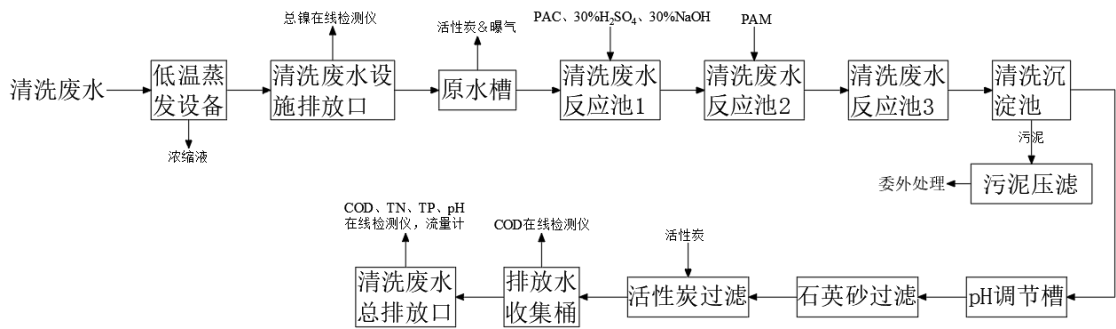 总镍在线检测仪
活性炭&曝气
PAC、30%H₂SO₄、30%NaOH
PAM
清洗废水
低温蒸
发设备
清洗废水设
施排放口
原水槽
清洗废水
反应池1
清洗废水
反应池2
清洗废水
反应池3
清洗沉
淀池
浓缩液
污泥
委外处理
污泥压滤
COD、TN、TP、pH
在线检测仪，流量计
COD在线检测仪
活性炭
清洗废水
总排放口
排放水
收集桶
活性炭过滤
石英砂过滤
pH调节槽